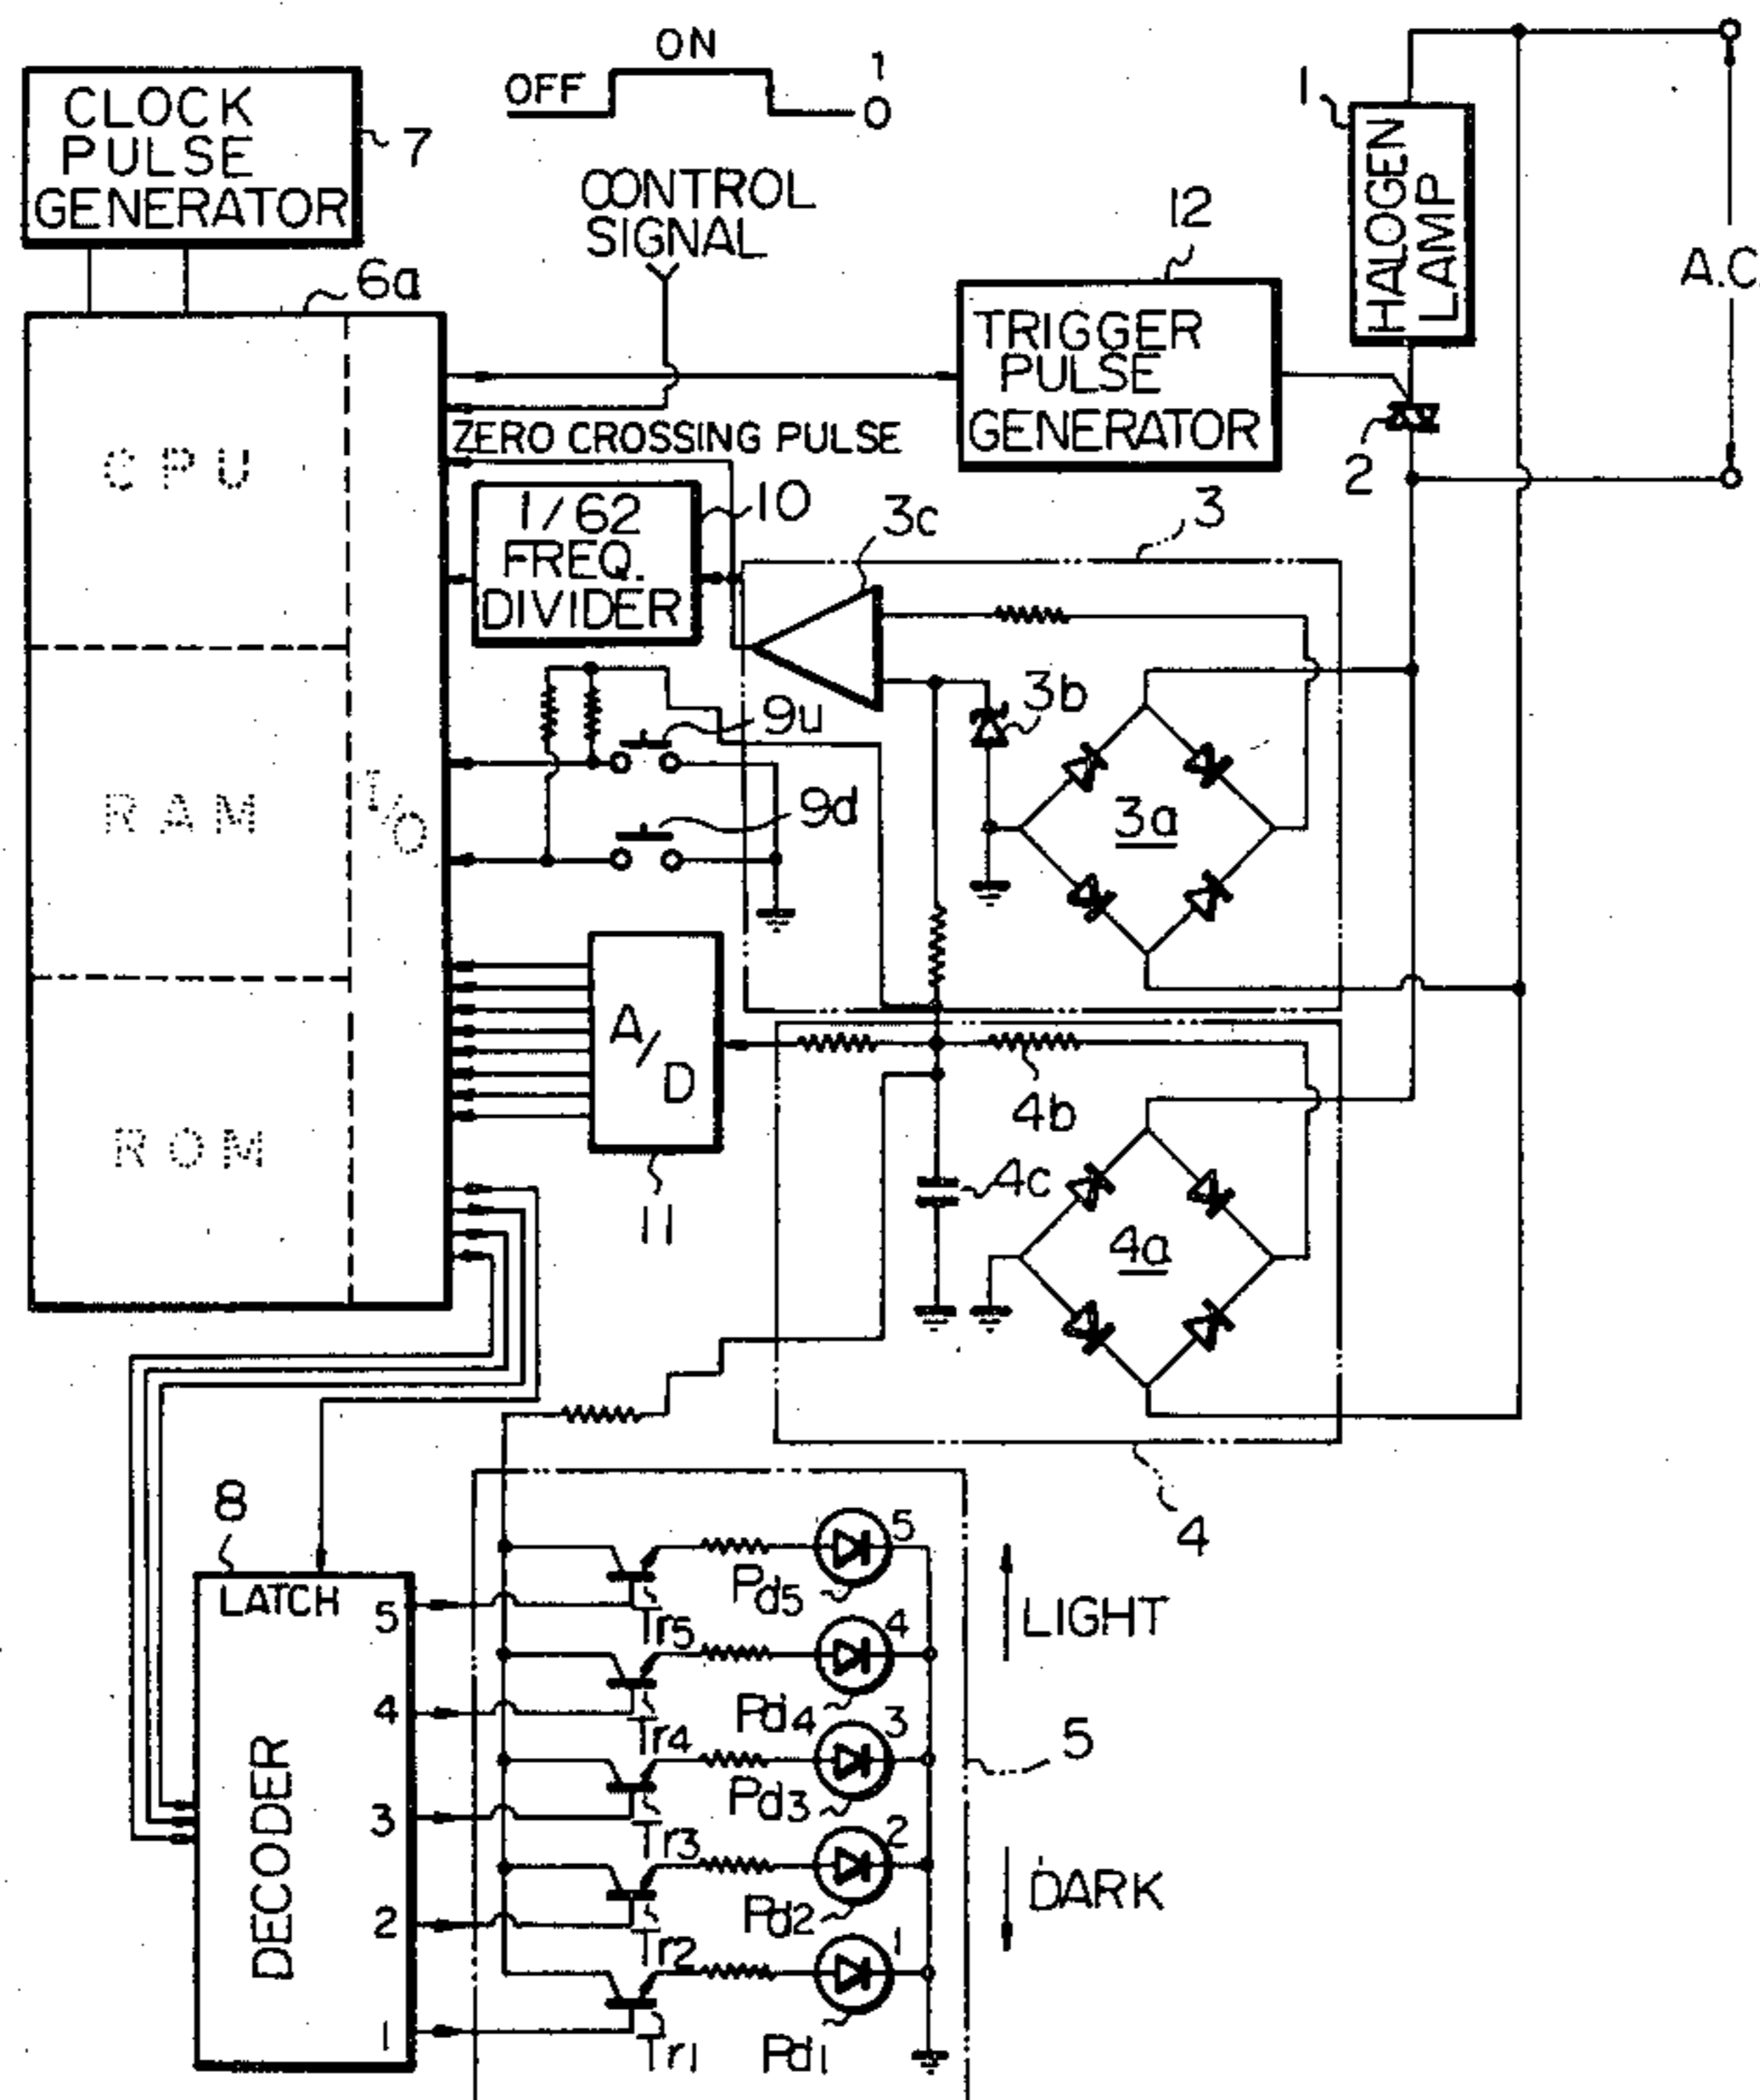 ON
OFF
1
0
CLOCK
PULSE
GENERATOR
7
CONTROL
SIGNAL
6a
12
TRIGGER
PULSE
GENERATOR
1
HALOGEN
LAMP
A.C.
2
ZERO CROSSING PULSE
CPU
RAM
ROM
I/O
1/62
FREQ.
DIVIDER
10
3c
3
3b
3a
9u
9d
A/D
11
4b
4c
4a
4
8
LATCH
DECODER
5
4
3
2
1
Tr5
Tr4
Tr3
Tr2
Tr1
Pd5
Pd4
Pd3
Pd2
Pd1
5
4
3
2
1
LIGHT
5
DARK